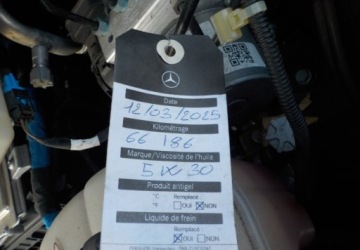 Date
12/03/2025
Kilométrage
66 186
Marque/Viscosité de l'huile
5W30
Produit antigel
Remplacé
°C
°F OUI NON
Liquide de frein
Remplacé
OUI NON